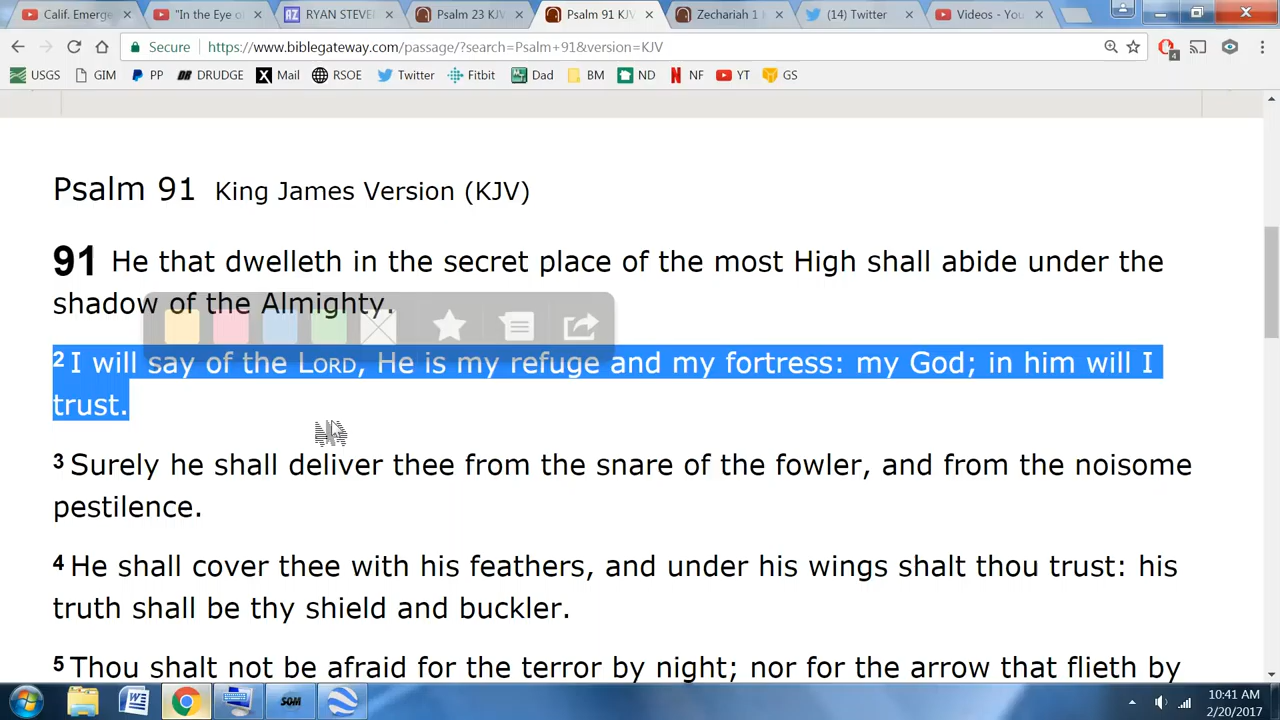 Calif. Emerge
"In the Eye of
RYAN STEVEN
Psalm 23 KJV
Psalm 91 KJV
Zechariah 1
(14) Twitter
Videos - You
Secure https://www.biblegateway.com/passage/?search=Psalm+91&version=KJV
4
USGS GIM PP DRUDGE Mail RSOE Twitter Fitbit Dad BM ND NF YT GS
Psalm 91 King James Version (KJV)
91 He that dwelleth in the secret place of the most High shall abide under the
shadow of the Almighty.
2 I will say of the LORD, He is my refuge and my fortress: my God; in him will I
trust.
3 Surely he shall deliver thee from the snare of the fowler, and from the noisome
pestilence.
4 He shall cover thee with his feathers, and under his wings shalt thou trust: his
truth shall be thy shield and buckler.
5 Thou shalt not be afraid for the terror by night; nor for the arrow that flieth by
SOM
10:41 AM
2/20/2017